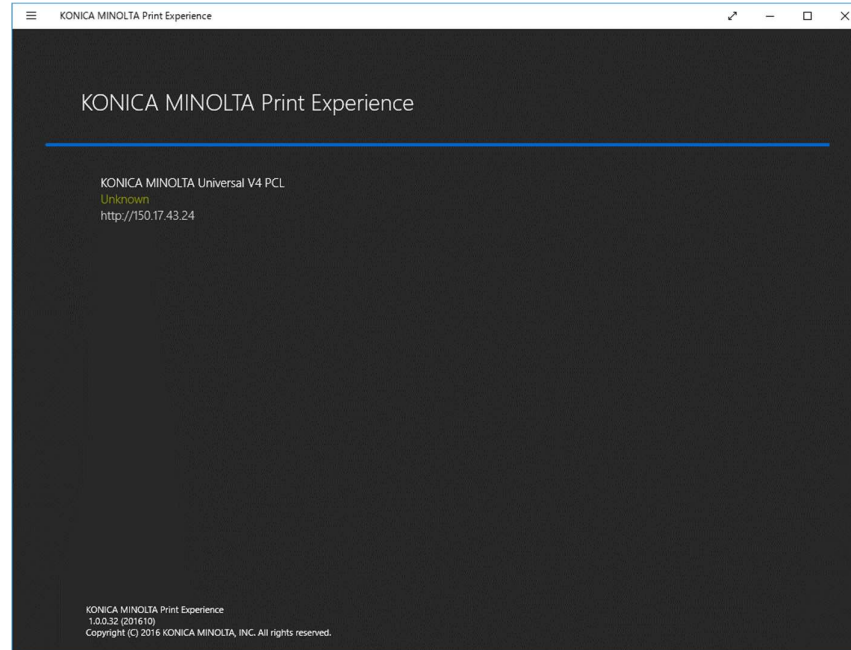 KONICA MINOLTA Print Experience
KONICA MINOLTA Print Experience
KONICA MINOLTA Universal V4 PCL
Unknown
http://150.17.43.24
KONICA MINOLTA Print Experience
1.0.0.32 (201610)
Copyright (C) 2016 KONICA MINOLTA, INC. All rights reserved.